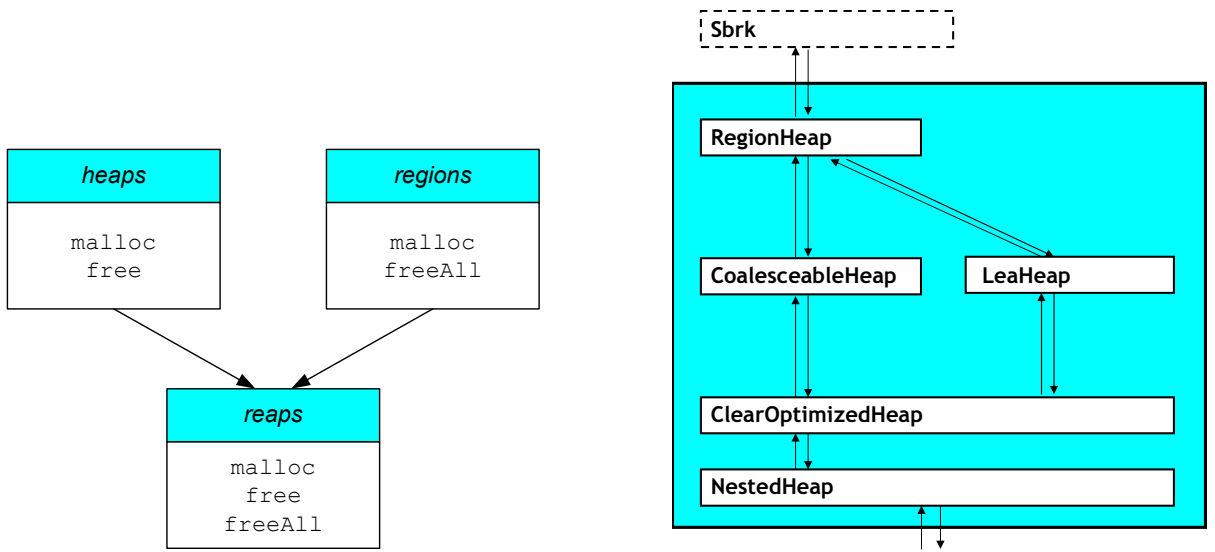 heaps
malloc
free
regions
malloc
freeAll
reaps
malloc
free
freeAll
Sbrk
RegionHeap
CoalesceableHeap
LeaHeap
ClearOptimizedHeap
NestedHeap